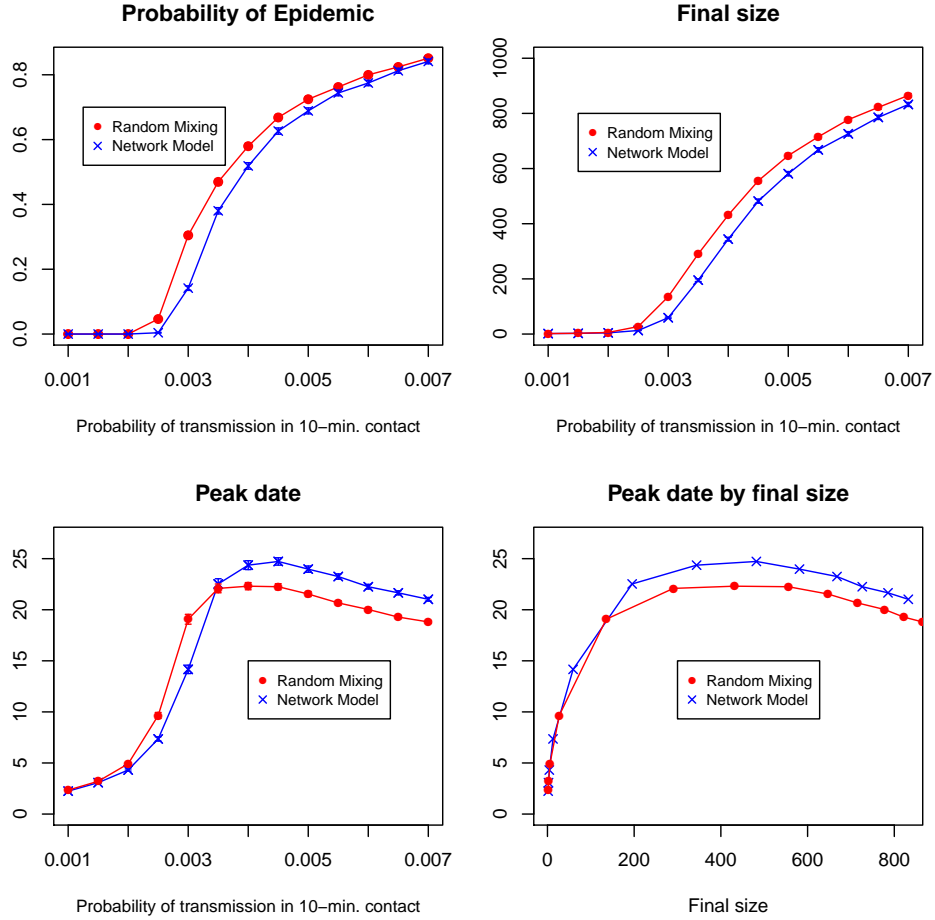 Probability of Epidemic
0.0
0.2
0.4
0.6
0.8
Random Mixing
Network Model
0.001
0.003
0.005
0.007
Probability of transmission in 10−min. contact
Final size
0
200
400
600
800
1000
Random Mixing
Network Model
0.001
0.003
0.005
0.007
Probability of transmission in 10−min. contact
Peak date
0
5
10
15
20
25
Random Mixing
Network Model
0.001
0.003
0.005
0.007
Probability of transmission in 10−min. contact
Peak date by final size
0
5
10
15
20
25
Random Mixing
Network Model
0
200
400
600
800
Final size